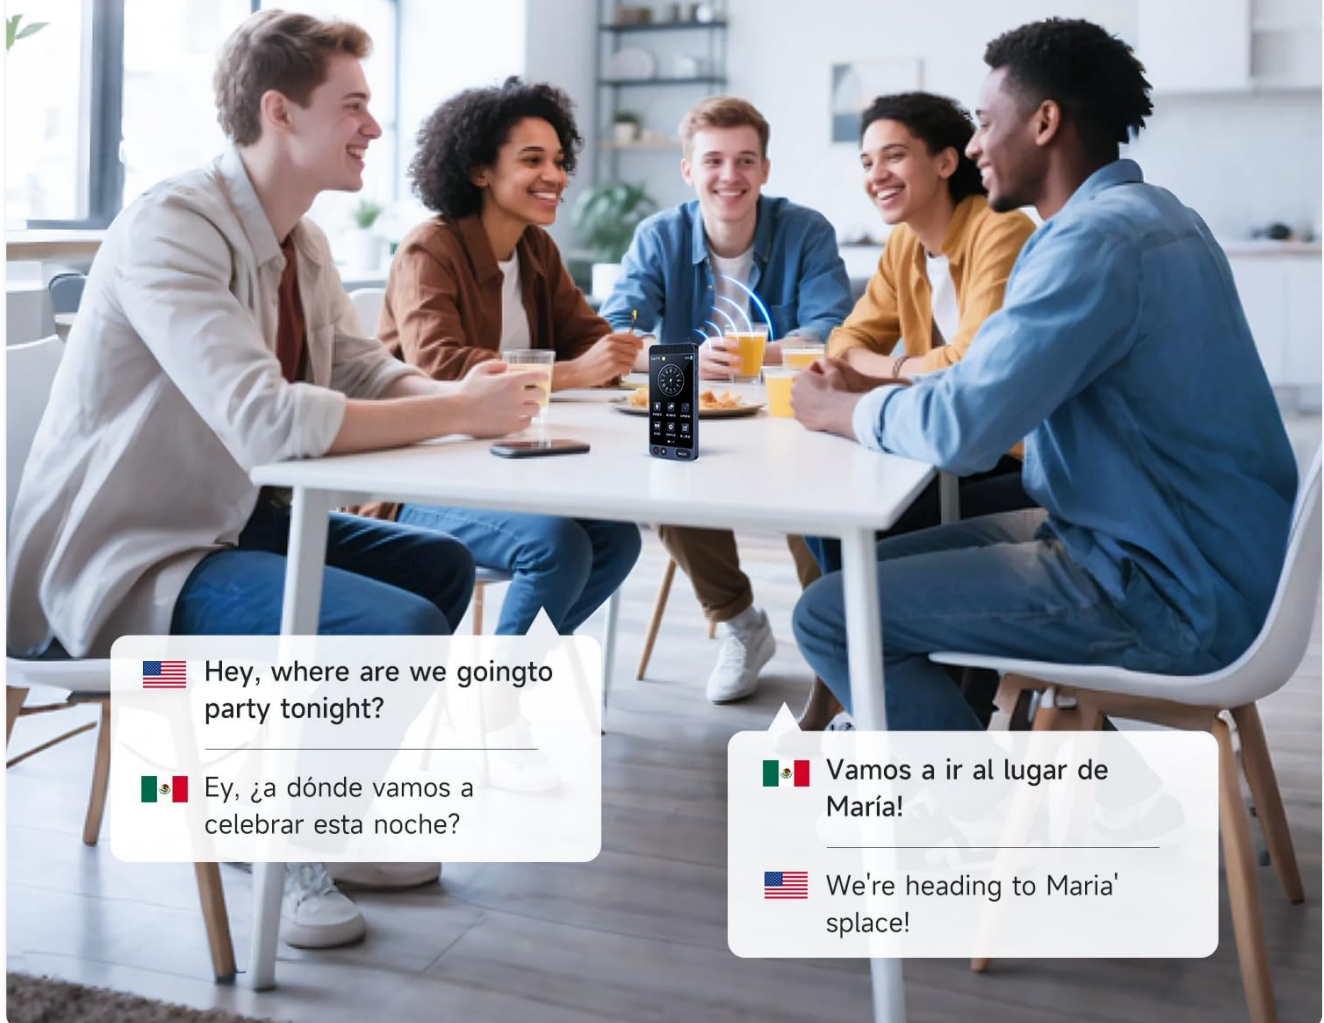 Hey, where are we goingto
party tonight?
Ey, ¿a dónde vamos a
celebrar esta noche?
Vamos a ir al lugar de
María!
We're heading to Maria'
splace!